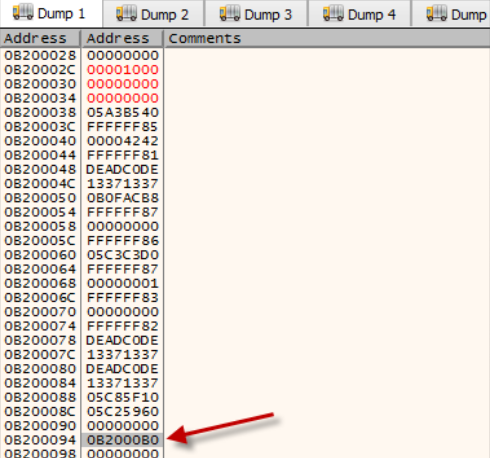 Dump 1 Dump 2 Dump 3 Dump 4 Dump
Address Address Comments
0B200028 00000000
0B20002C 00001000
0B200030 00000000
0B200034 00000000
0B200038 05A3B540
0B20003C FFFFFF85
0B200040 00004242
0B200044 FFFFFF81
0B200048 DEADC0DE
0B20004C 13371337
0B200050 0B0FACB8
0B200054 FFFFFF87
0B200058 00000000
0B20005C FFFFFF86
0B200060 05C3C3D0
0B200064 FFFFFF87
0B200068 00000001
0B20006C FFFFFF83
0B200070 00000000
0B200074 FFFFFF82
0B200078 DEADC0DE
0B20007C 13371337
0B200080 DEADC0DE
0B200084 13371337
0B200088 05C85F10
0B20008C 05C25960
0B200090 00000000
0B200094 0B2000B0
0B200098 00000000